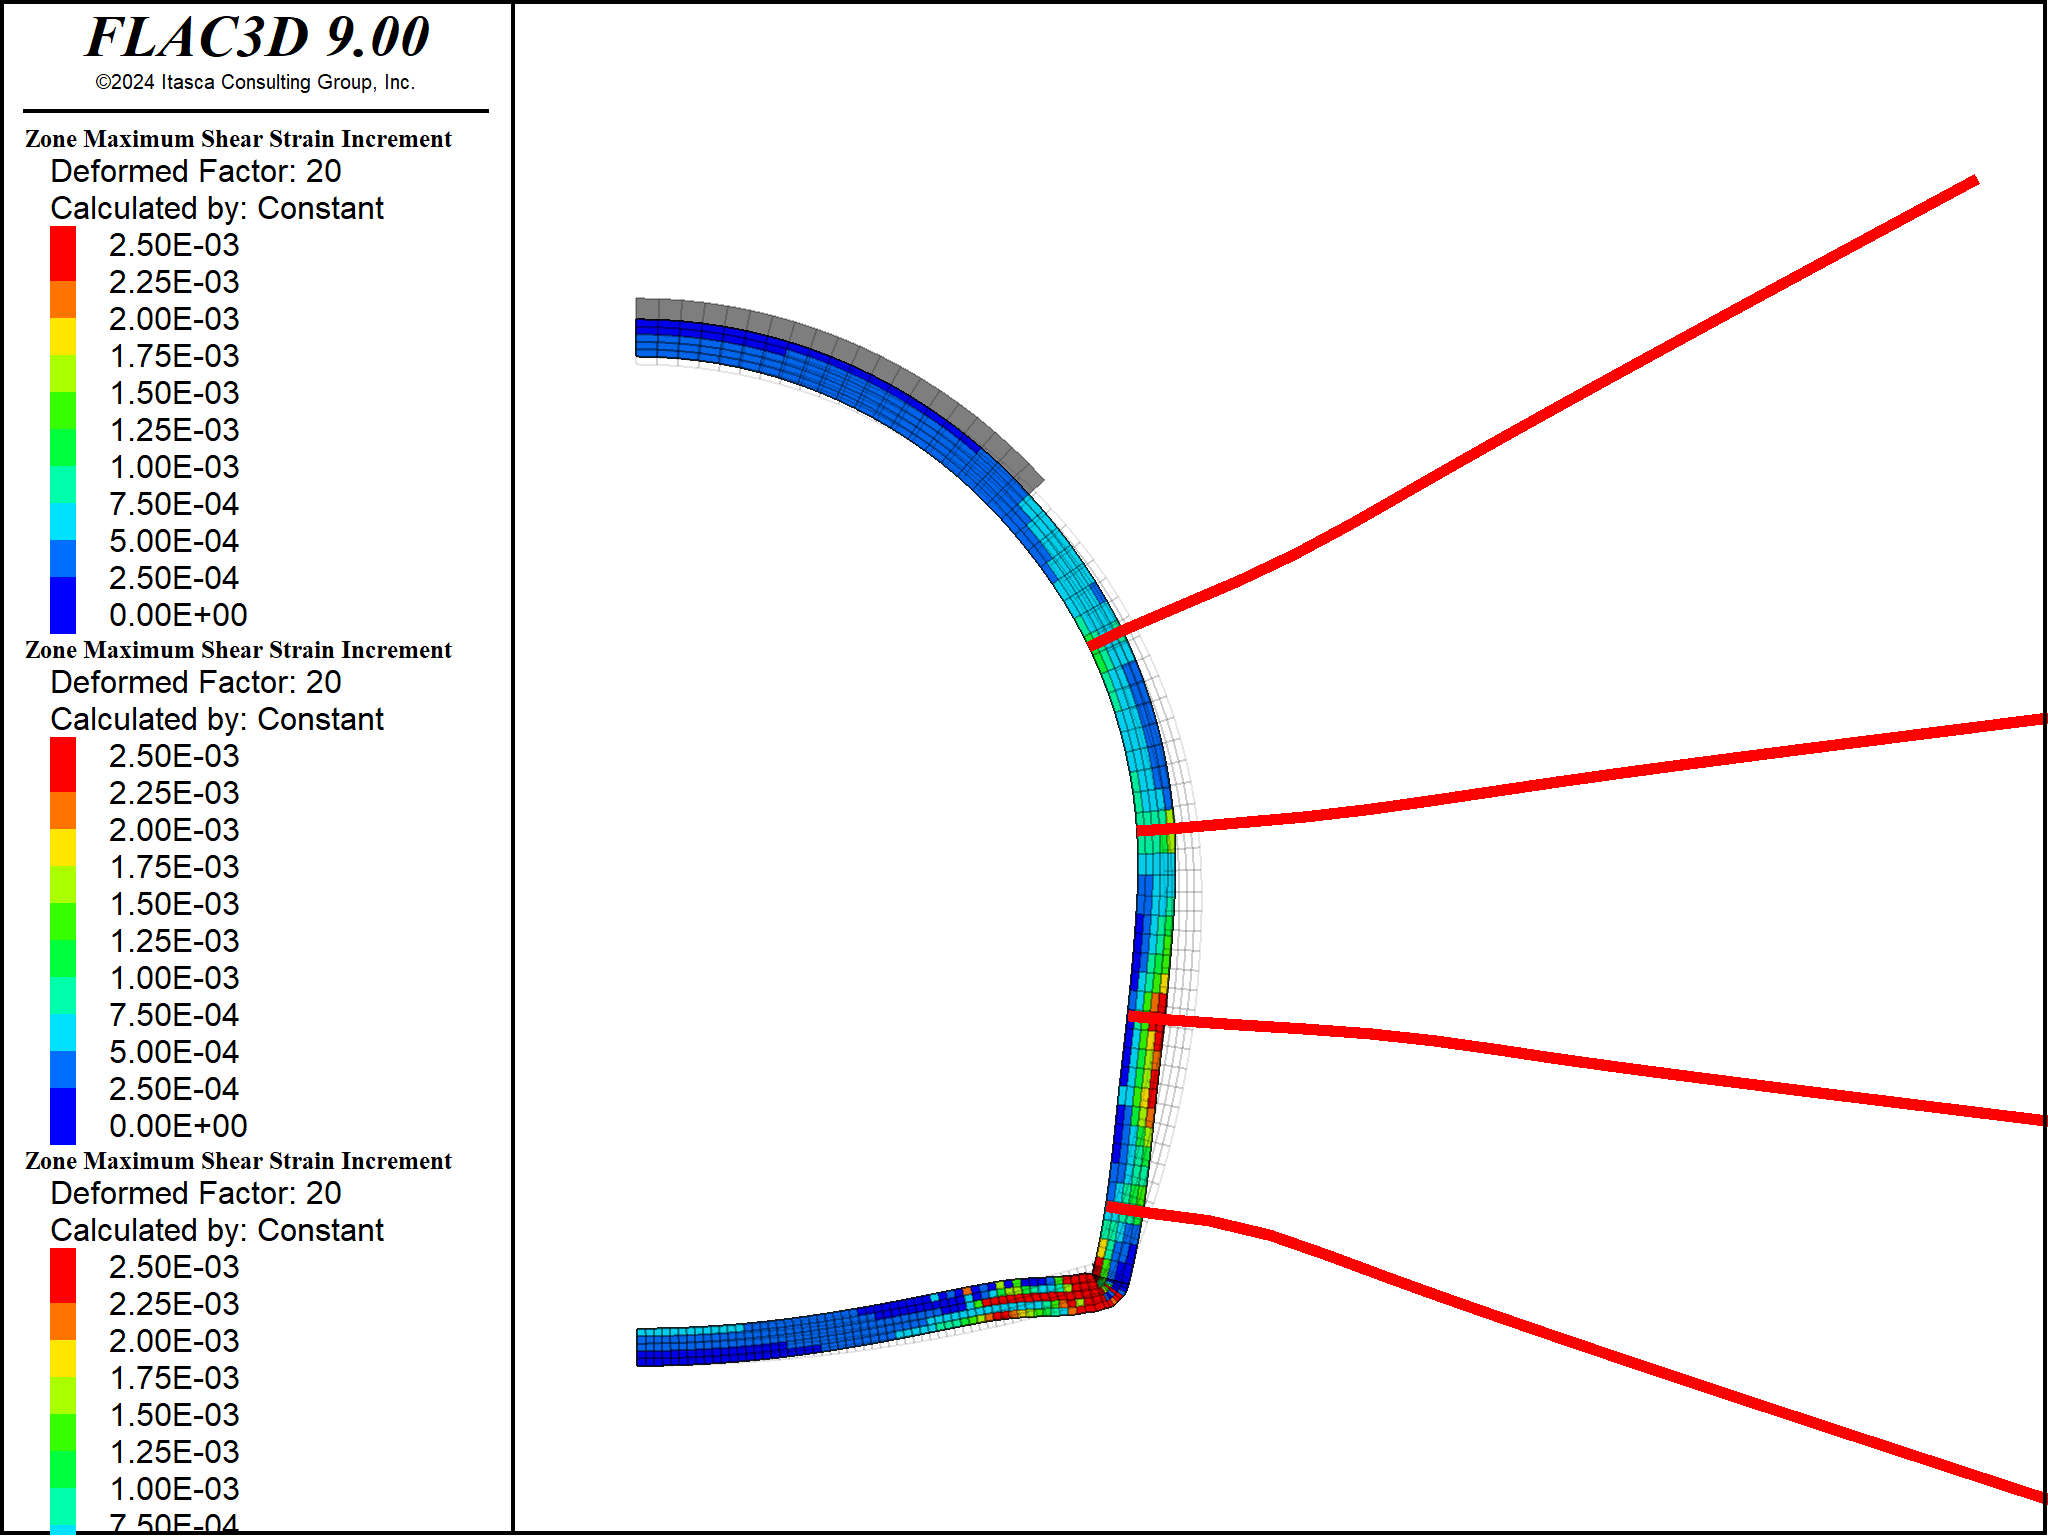 FLAC3D 9.00
©2024 Itasca Consulting Group, Inc.
Zone Maximum Shear Strain Increment
Deformed Factor: 20
Calculated by: Constant
2.50E-03
2.25E-03
2.00E-03
1.75E-03
1.50E-03
1.25E-03
1.00E-03
7.50E-04
5.00E-04
2.50E-04
0.00E+00
Zone Maximum Shear Strain Increment
Deformed Factor: 20
Calculated by: Constant
2.50E-03
2.25E-03
2.00E-03
1.75E-03
1.50E-03
1.25E-03
1.00E-03
7.50E-04
5.00E-04
2.50E-04
0.00E+00
Zone Maximum Shear Strain Increment
Deformed Factor: 20
Calculated by: Constant
2.50E-03
2.25E-03
2.00E-03
1.75E-03
1.50E-03
1.25E-03
1.00E-03
7.50E-04